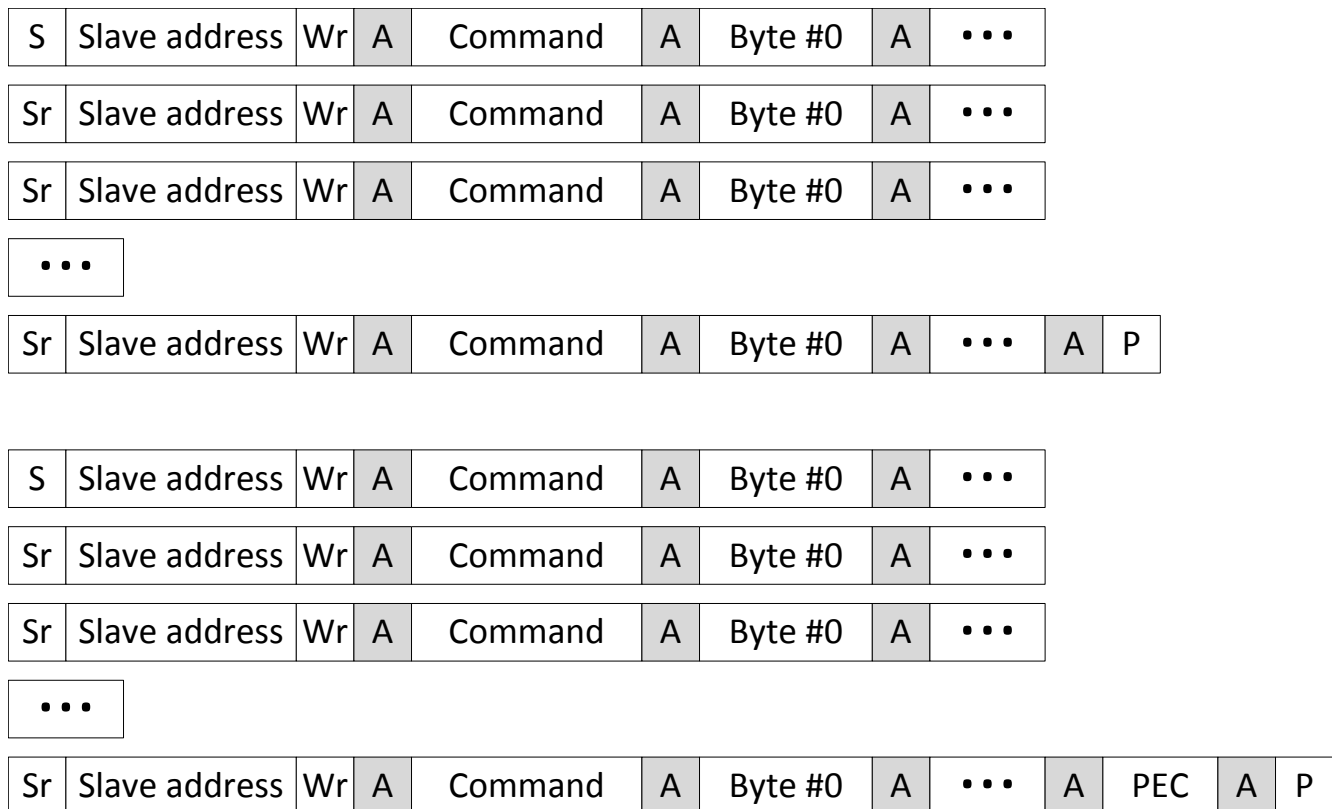 S Slave address Wr A Command A Byte #0 A •••
Sr Slave address Wr A Command A Byte #0 A •••
Sr Slave address Wr A Command A Byte #0 A •••
•••
Sr Slave address Wr A Command A Byte #0 A ••• A P
S Slave address Wr A Command A Byte #0 A •••
Sr Slave address Wr A Command A Byte #0 A •••
Sr Slave address Wr A Command A Byte #0 A •••
•••
Sr Slave address Wr A Command A Byte #0 A ••• A PEC A P